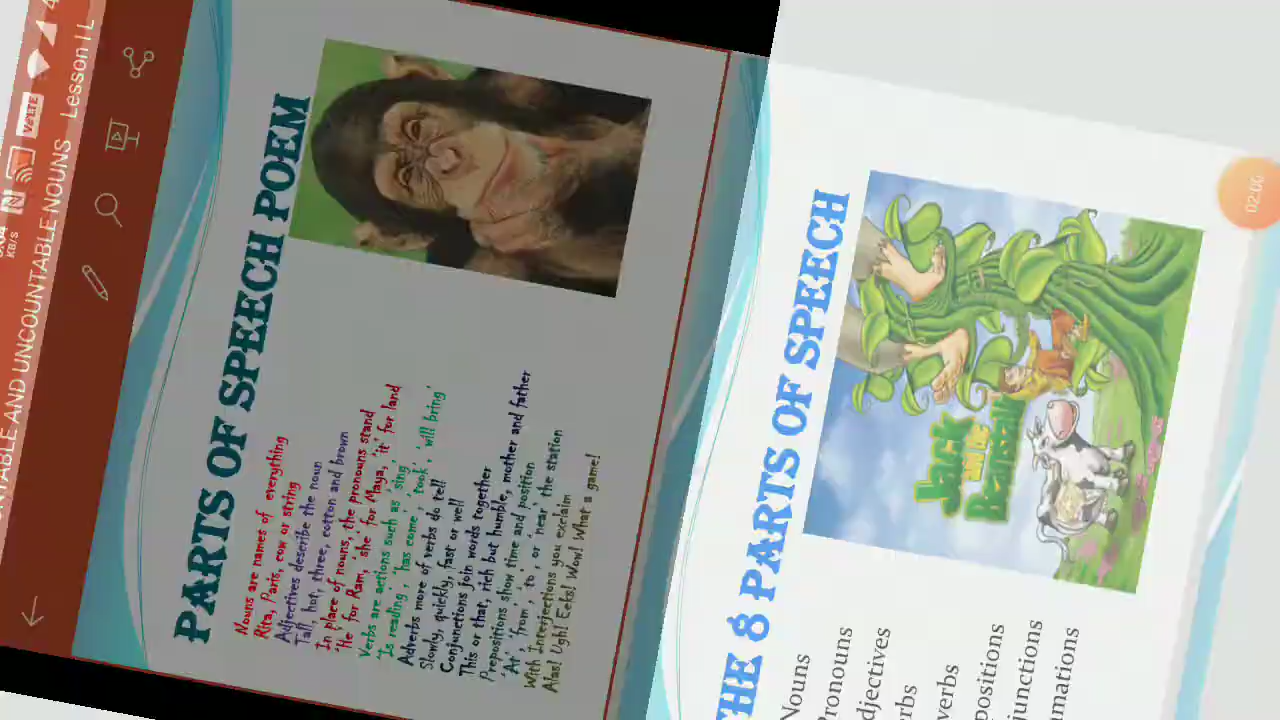 NTABLE AND UNCOUNTABLE NOUNS Lesson I L
KB/S
VoLTE
PARTS OF SPEECH POEM
Nouns are names of everything
Rita, Paris, cow or string
Adjectives describe the noun
Tall, hot, three, cotton and brown
In place of nouns, the pronouns stand
'He' for Ram, 'she' for Maya, 'it' for land
Verbs are actions such as 'sing'
'Is reading', 'has come', 'took', 'will bring'
Adverbs more of verbs do tell
Slowly, quickly, fast or well
Conjunctions join words together
This or that, rich but humble, mother and father
Prepositions show time and position
'At' 'from', 'to', or 'near the station
With Interjections you exclaim
Alas! Ugh! Eeks! Wow! What a game!
THE 8 PARTS OF SPEECH
Nouns
Pronouns
djectives
rbs
verbs
positions
junctions
amations
Jack
AND THE
Beanstalk
02:00